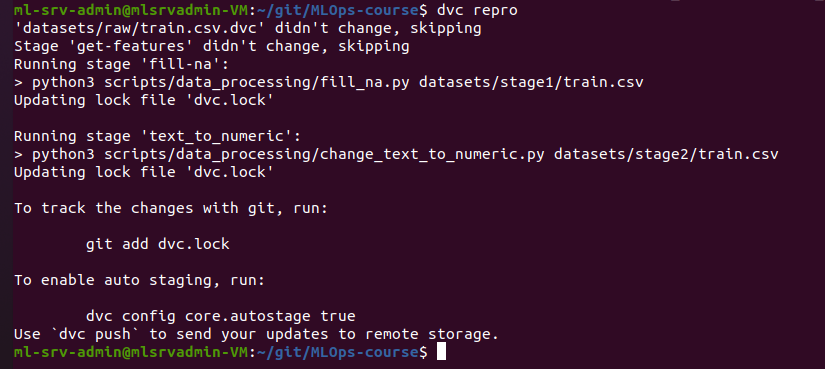 ml-srv-admin@mlsrvadmin-VM:~/git/MLOps-course$ dvc repro
'datasets/raw/train.csv.dvc' didn't change, skipping
Stage 'get-features' didn't change, skipping
Running stage 'fill-na':
> python3 scripts/data_processing/fill_na.py datasets/stage1/train.csv
Updating lock file 'dvc.lock'
Running stage 'text_to_numeric':
> python3 scripts/data_processing/change_text_to_numeric.py datasets/stage2/train.csv
Updating lock file 'dvc.lock'
To track the changes with git, run:
git add dvc.lock
To enable auto staging, run:
dvc config core.autostage true
Use `dvc push` to send your updates to remote storage.
ml-srv-admin@mlsrvadmin-VM:~/git/MLOps-course$